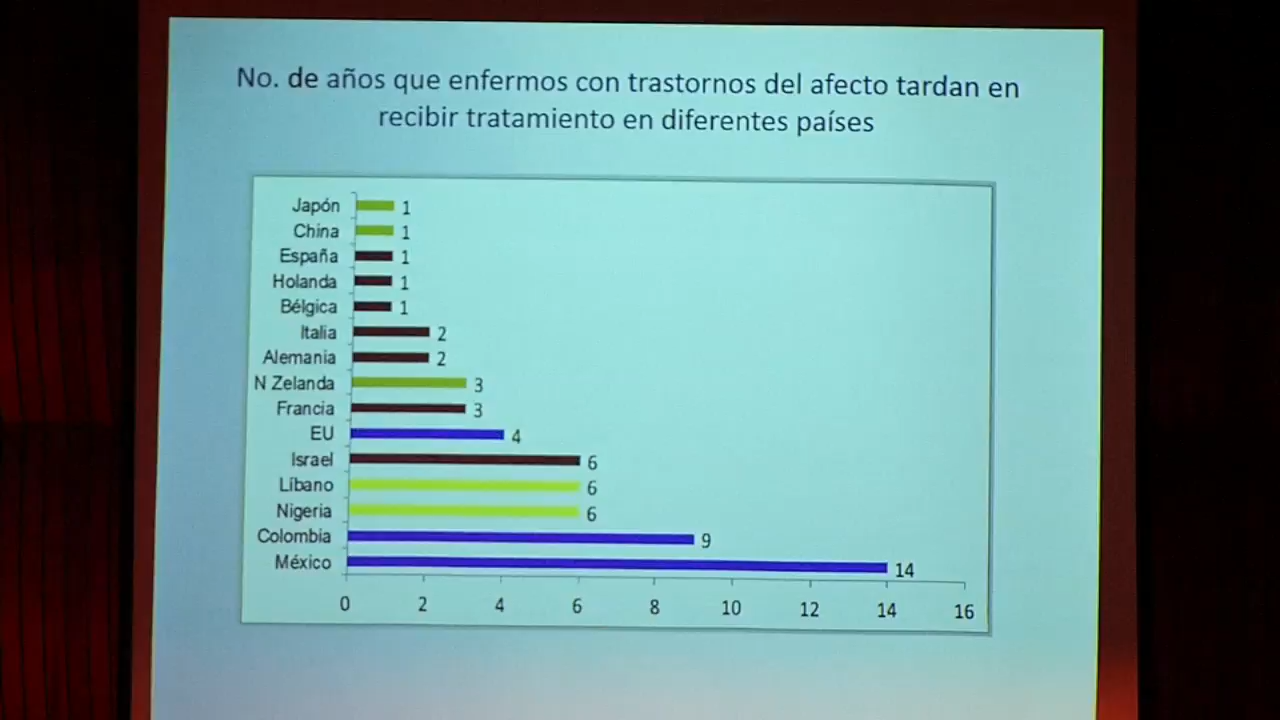 No. de años que enfermos con trastornos del afecto tardan en
recibir tratamiento en diferentes países
Japón 1
China 1
España 1
Holanda 1
Bélgica 1
Italia 2
Alemania 2
N Zelanda 3
Francia 3
EU 4
Israel 6
Líbano 6
Nigeria 6
Colombia 9
México 14
0 2 4 6 8 10 12 14 16